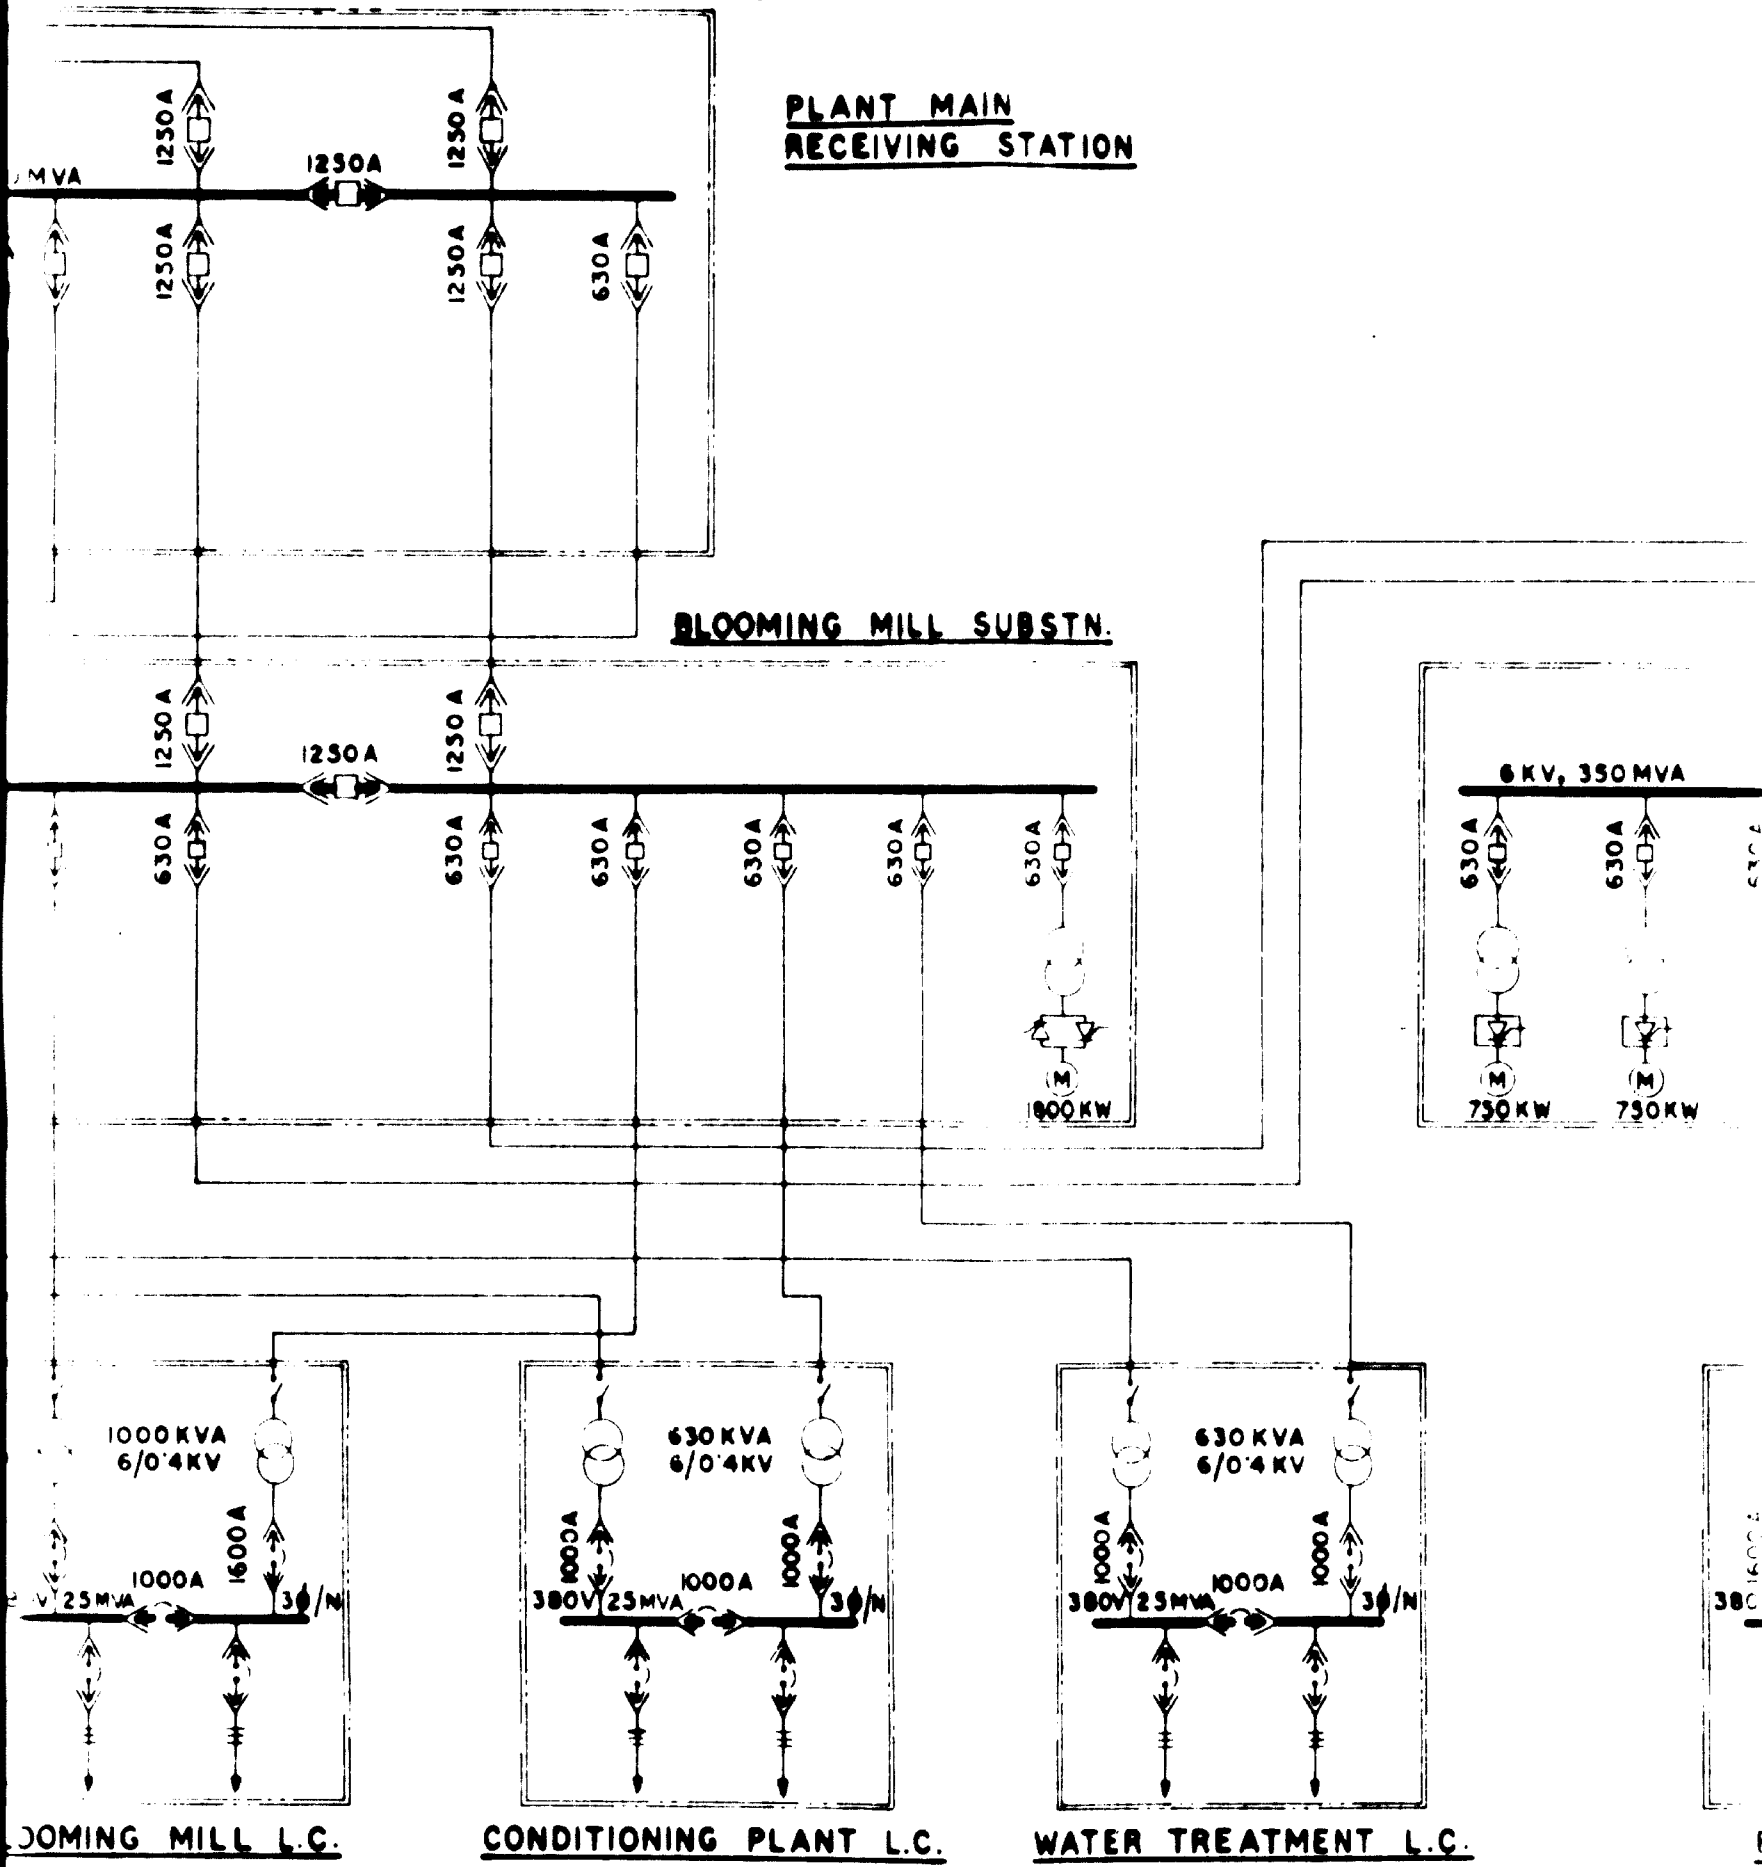 1250A
1250A
PLANT MAIN
RECEIVING STATION
MVA
1250A
1250A
1250A
630A
BLOOMING MILL SUBSTN.
1250A
1250A
1250A
6KV, 350MVA
630A
630A
630A
630A
630A
630A
630A
630A
750KW
750KW
M
M
M
1000KVA
6/0.4KV
630KVA
6/0.4KV
630KVA
6/0.4KV
1600A
1000A
1000A
1000A
1000A
1000A
1000A
1000A
V 25MVA
3ϕ/N
380V 25MVA
3ϕ/N
380V 25MVA
3ϕ/N
OOMING MILL L.C.
CONDITIONING PLANT L.C.
WATER TREATMENT L.C.